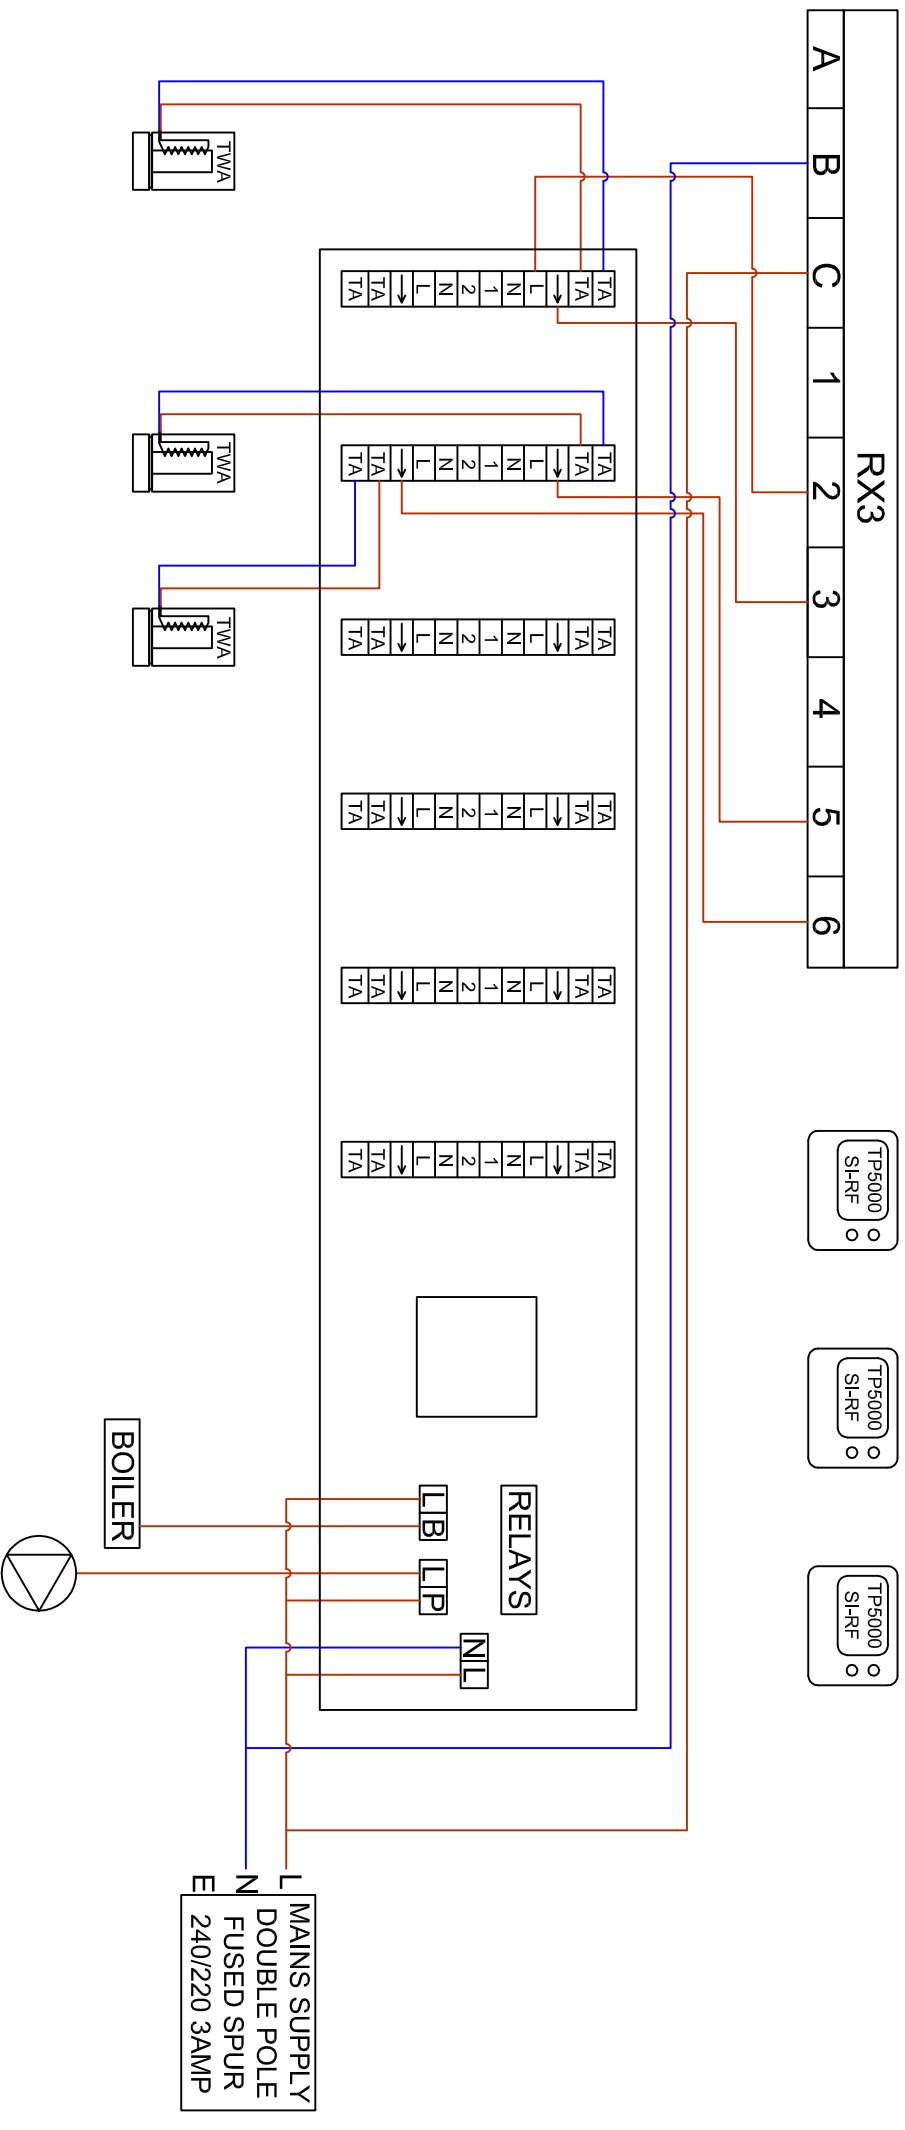 RX3
A B C 1 2 3 4 5 6
TP5000
SI-RF
TP5000
SI-RF
TP5000
SI-RF
TA TA → L N 1 2 N L → TA TA
TA TA → L N 1 2 N L → TA TA
TA TA → L N 1 2 N L → TA TA
TA TA → L N 1 2 N L → TA TA
TA TA → L N 1 2 N L → TA TA
TA TA → L N 1 2 N L → TA TA
RELAYS
N L
L B
L P
L
N
E
MAINS SUPPLY
DOUBLE POLE
FUSED SPUR
240/220 3AMP
TWA
TWA
TWA
BOILER